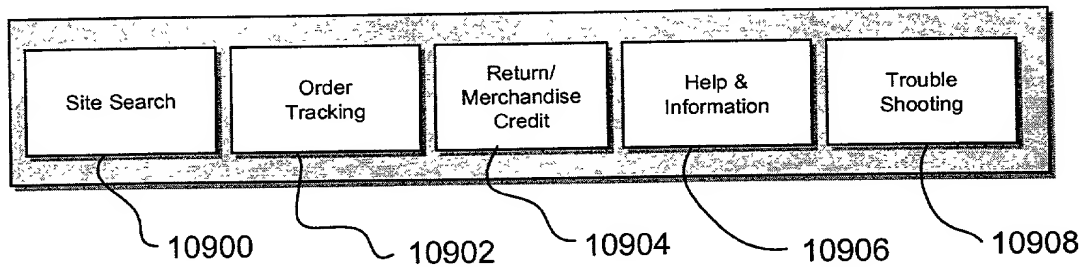 Site Search
Order
Tracking
Return/
Merchandise
Credit
Help &
Information
Trouble
Shooting
10900
10902
10904
10906
10908